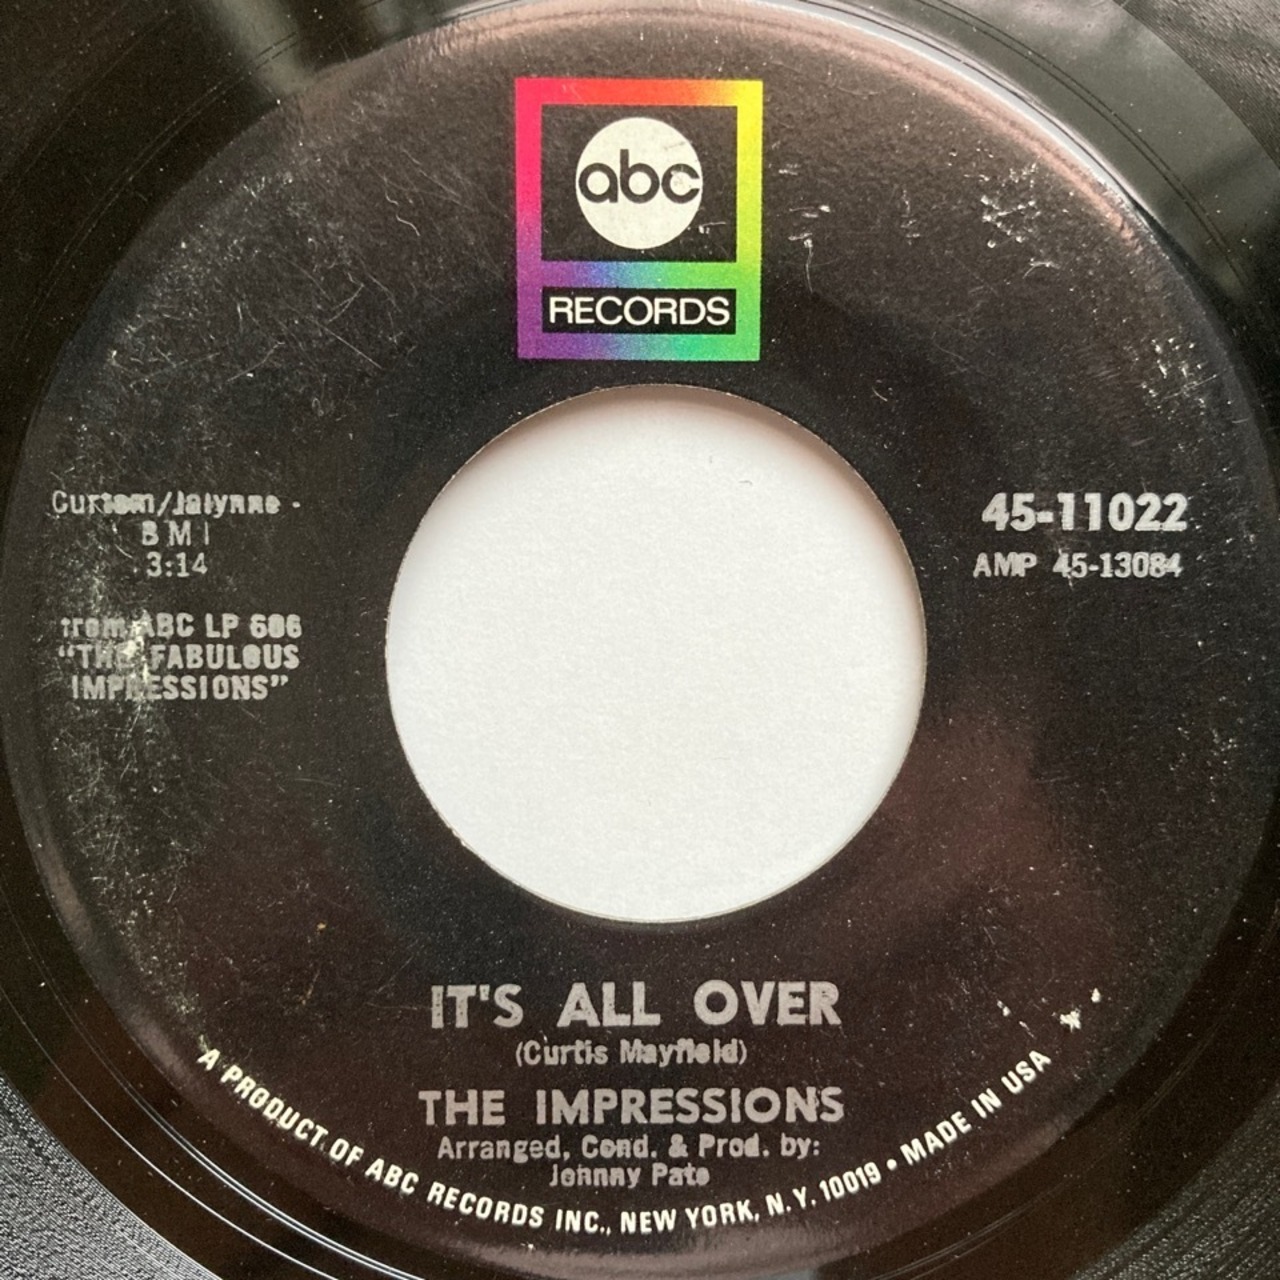 abc
RECORDS
Curtom/Jalynne -
BMI
3:14
from ABC LP 606
“THE FABULOUS
IMPRESSIONS”
45-11022
AMP 45-13084
IT'S ALL OVER
(Curtis Mayfield)
THE IMPRESSIONS
Arranged, Cond. & Prod. by:
Johnny Pate
A PRODUCT OF ABC RECORDS INC., NEW YORK, N.Y. 10019 • MADE IN USA